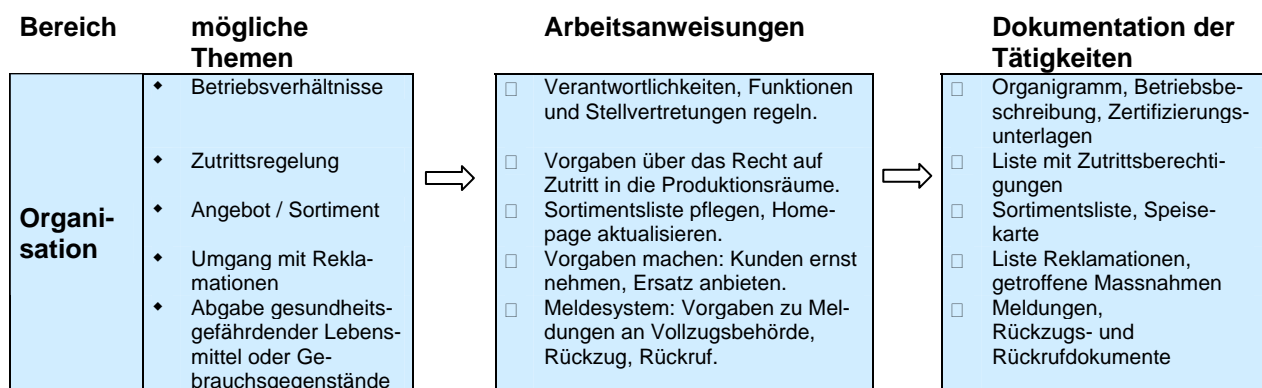 Bereich
mögliche
Themen
Arbeitsanweisungen
Dokumentation der
Tätigkeiten
Organi-
sation
Betriebsverhältnisse
Verantwortlichkeiten, Funktionen
und Stellvertretungen regeln.
Organigramm, Betriebsbe-
schreibung, Zertifizierungs-
unterlagen
Zutrittsregelung
Vorgaben über das Recht auf
Zutritt in die Produktionsräume.
Liste mit Zutrittsberechti-
gungen
Angebot / Sortiment
Sortimentsliste pflegen, Home-
page aktualisieren.
Sortimentsliste, Speise-
karte
Umgang mit Rekla-
mationen
Vorgaben machen: Kunden ernst
nehmen, Ersatz anbieten.
Liste Reklamationen,
getroffene Massnahmen
Abgabe gesundheits-
gefährdender Lebens-
mittel oder Ge-
brauchsgegenstände
Meldesystem: Vorgaben zu Mel-
dungen an Vollzugsbehörde,
Rückzug, Rückruf.
Meldungen,
Rückzugs- und
Rückrufdokumente